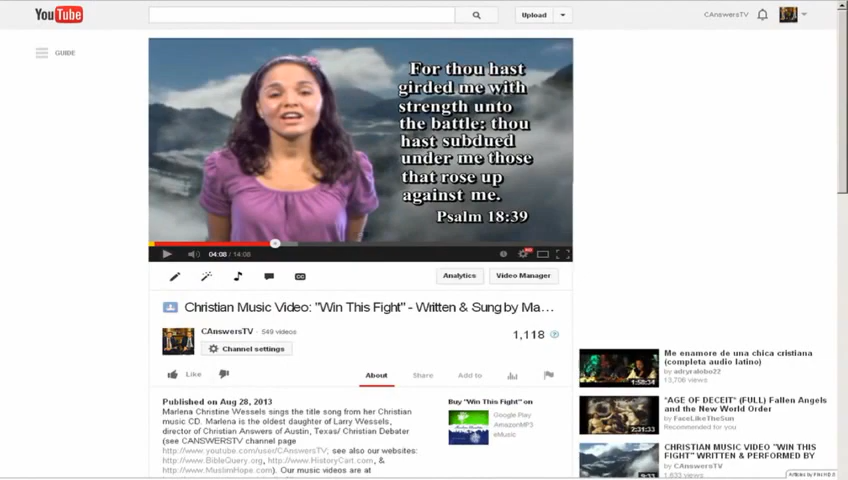 YouTube
Upload
CAnswersTV
GUIDE
For thou hast
girded me with
strength unto
the battle: thou
hast subdued
under me those
that rose up
against me.
Psalm 18:39
04:08 / 14:08
HD
CC
Analytics
Video Manager
Christian Music Video: "Win This Fight" - Written & Sung by Ma...
CAnswersTV · 549 videos
1,118
Channel settings
Like
About
Share
Add to
Published on Aug 28, 2013
Marlena Christine Wessels sings the title song from her Christian
music CD. Marlena is the oldest daughter of Larry Wessels,
director of Christian Answers of Austin, Texas/ Christian Debater
(see CANSWERSTV channel page
http://www.youtube.com/user/CAnswersTV; see also our websites:
http://www.BibleQuery.org, http://www.HistoryCart.com, &
http://www.MuslimHope.com). Our music videos are at
Buy "Win This Fight" on
Google Play
AmazonMP3
eMusic
Me enamore de una chica cristiana
(completa audio latino)
by adryralobo22
13,706 views
1:58:34
"AGE OF DECEIT" (FULL) Fallen Angels
and the New World Order
by FaceLikeTheSun
Recommended for you
2:31:33
CHRISTIAN MUSIC VIDEO "WIN
THIS FIGHT" WRITTEN & PERFORMED BY
by CAnswersTV
1,633 views
9:33